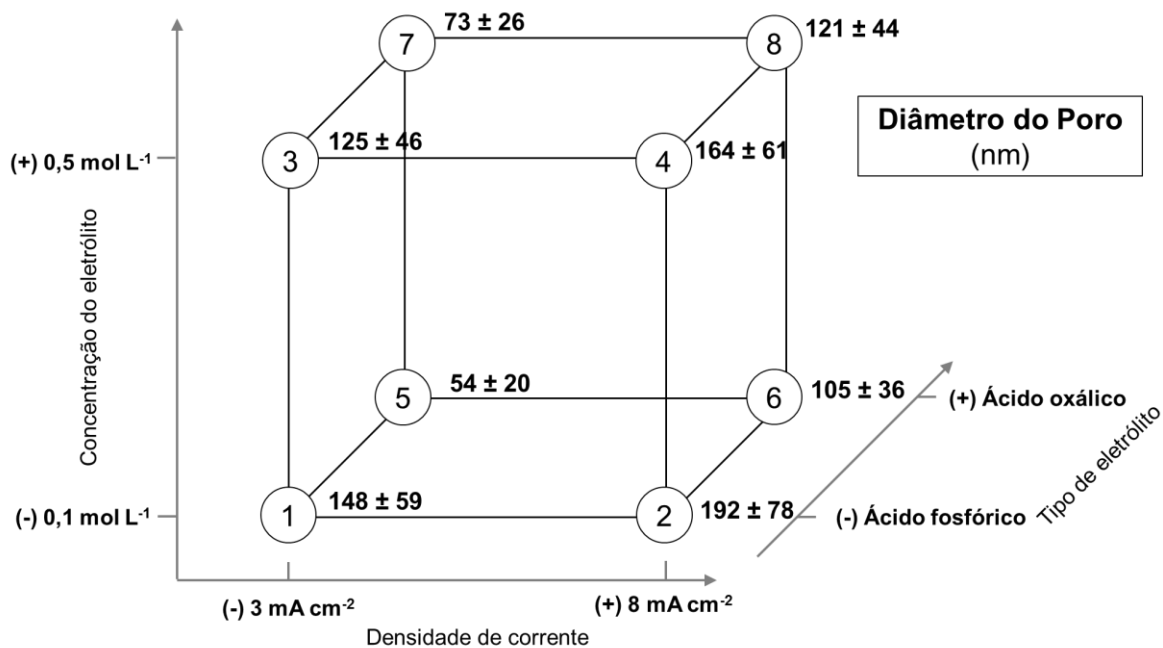 7
73 ± 26
8
121 ± 44
Diâmetro do Poro
(nm)
(+) 0,5 mol L⁻¹
3
125 ± 46
4
164 ± 61
Concentração do eletrólito
5
54 ± 20
6
105 ± 36
(+) Ácido oxálico
Tipo de eletrólito
(-) 0,1 mol L⁻¹
1
148 ± 59
2
192 ± 78
(-) Ácido fosfórico
(-) 3 mA cm⁻²
(+) 8 mA cm⁻²
Densidade de corrente